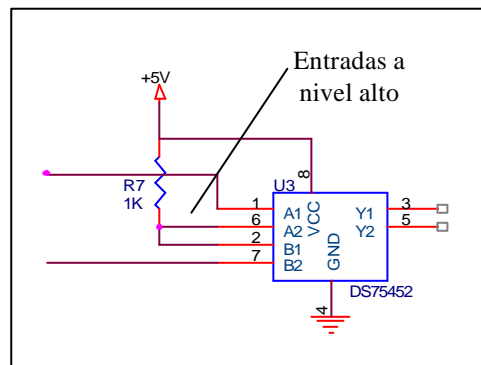 Entradas a
nivel alto
+5V
R7
1K
U3
8
1
6
2
7
A1
A2
B1
B2
VCC
GND
Y1
Y2
3
5
4
DS75452